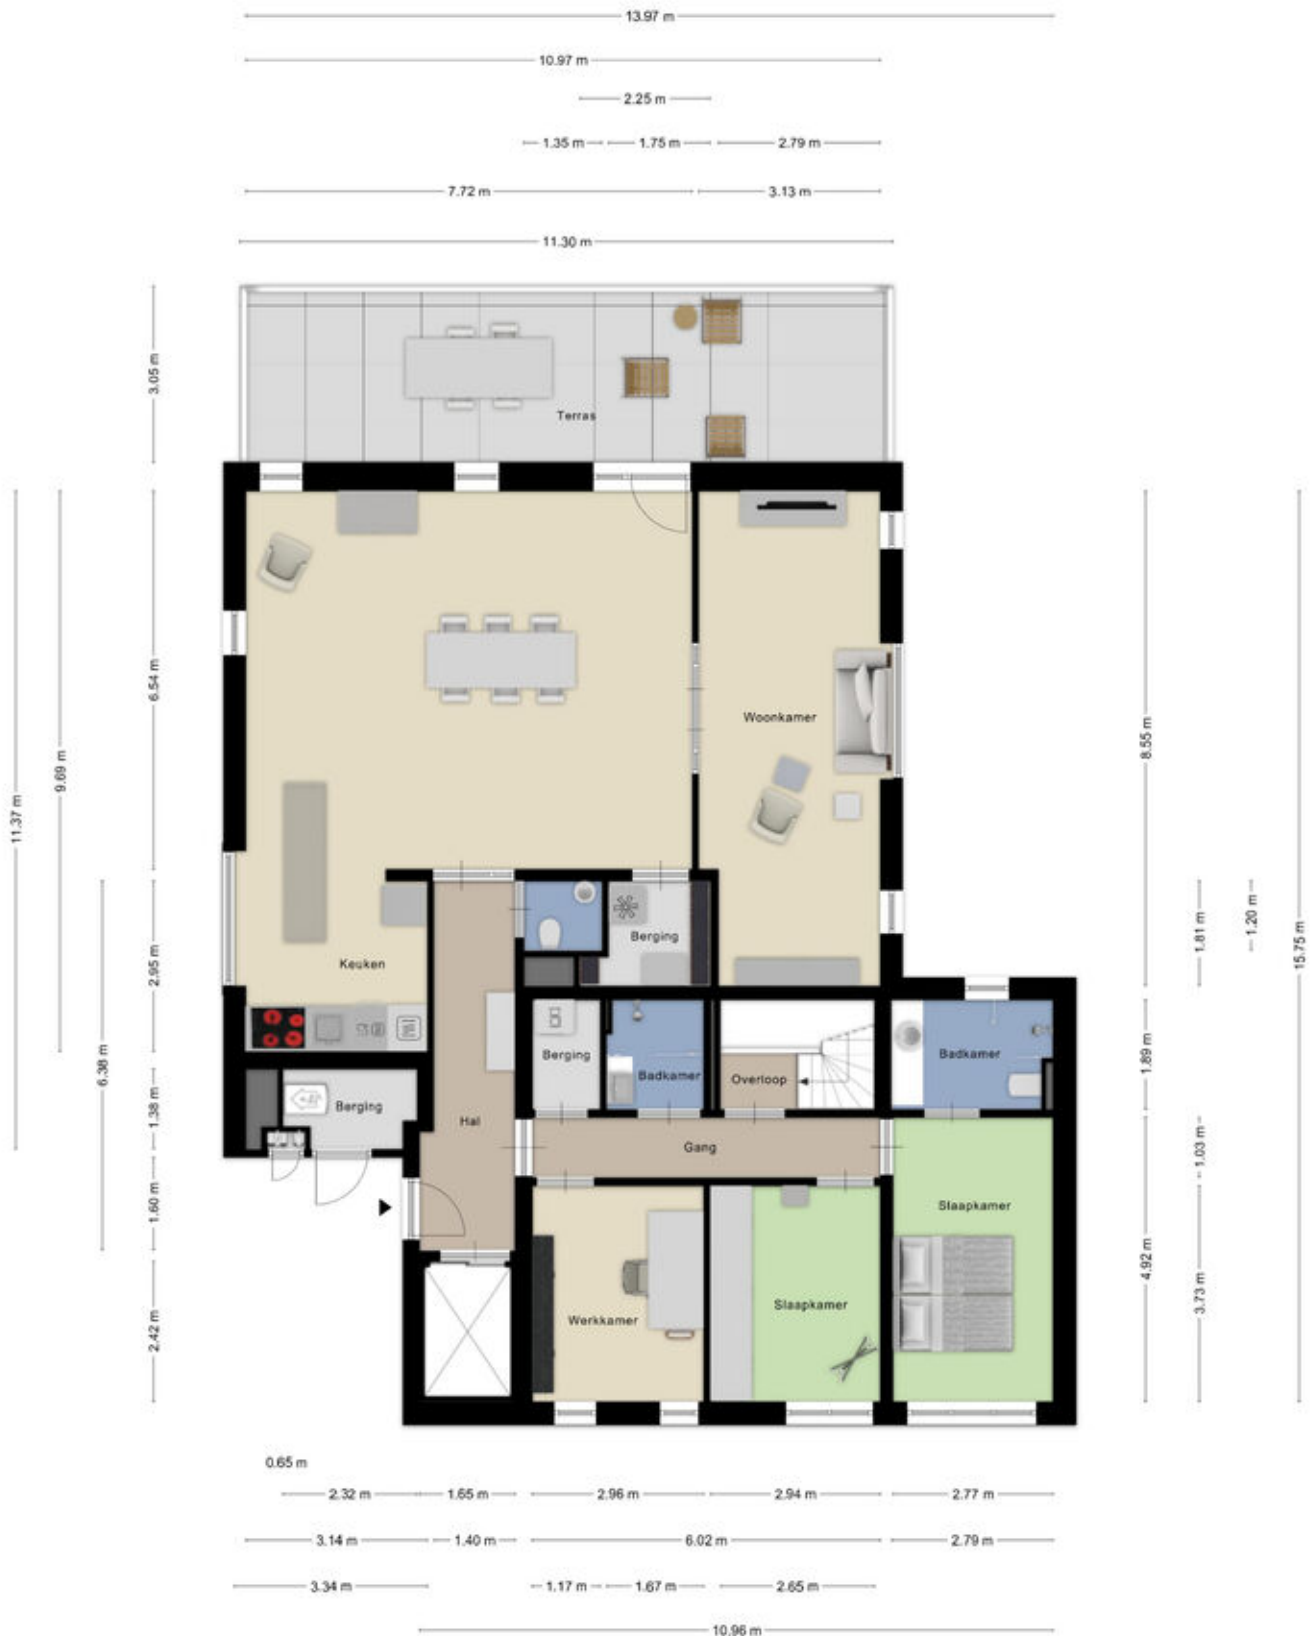 13.97 m
10.97 m
2.25 m
1.35 m
1.75 m
2.79 m
7.72 m
3.13 m
11.30 m
3.05 m
Terras
6.54 m
9.69 m
11.37 m
Woonkamer
8.55 m
15.75 m
1.20 m
1.81 m
Berging
Keuken
2.95 m
6.38 m
Berging
Badkamer
Overloop
Badkamer
1.89 m
Berging
1.38 m
Hal
Gang
1.03 m
1.60 m
Slaapkamer
4.92 m
3.73 m
Slaapkamer
Werkkamer
2.42 m
0.65 m
2.32 m
1.65 m
2.96 m
2.94 m
2.77 m
3.14 m
1.40 m
6.02 m
2.79 m
3.34 m
1.17 m
1.67 m
2.65 m
10.96 m